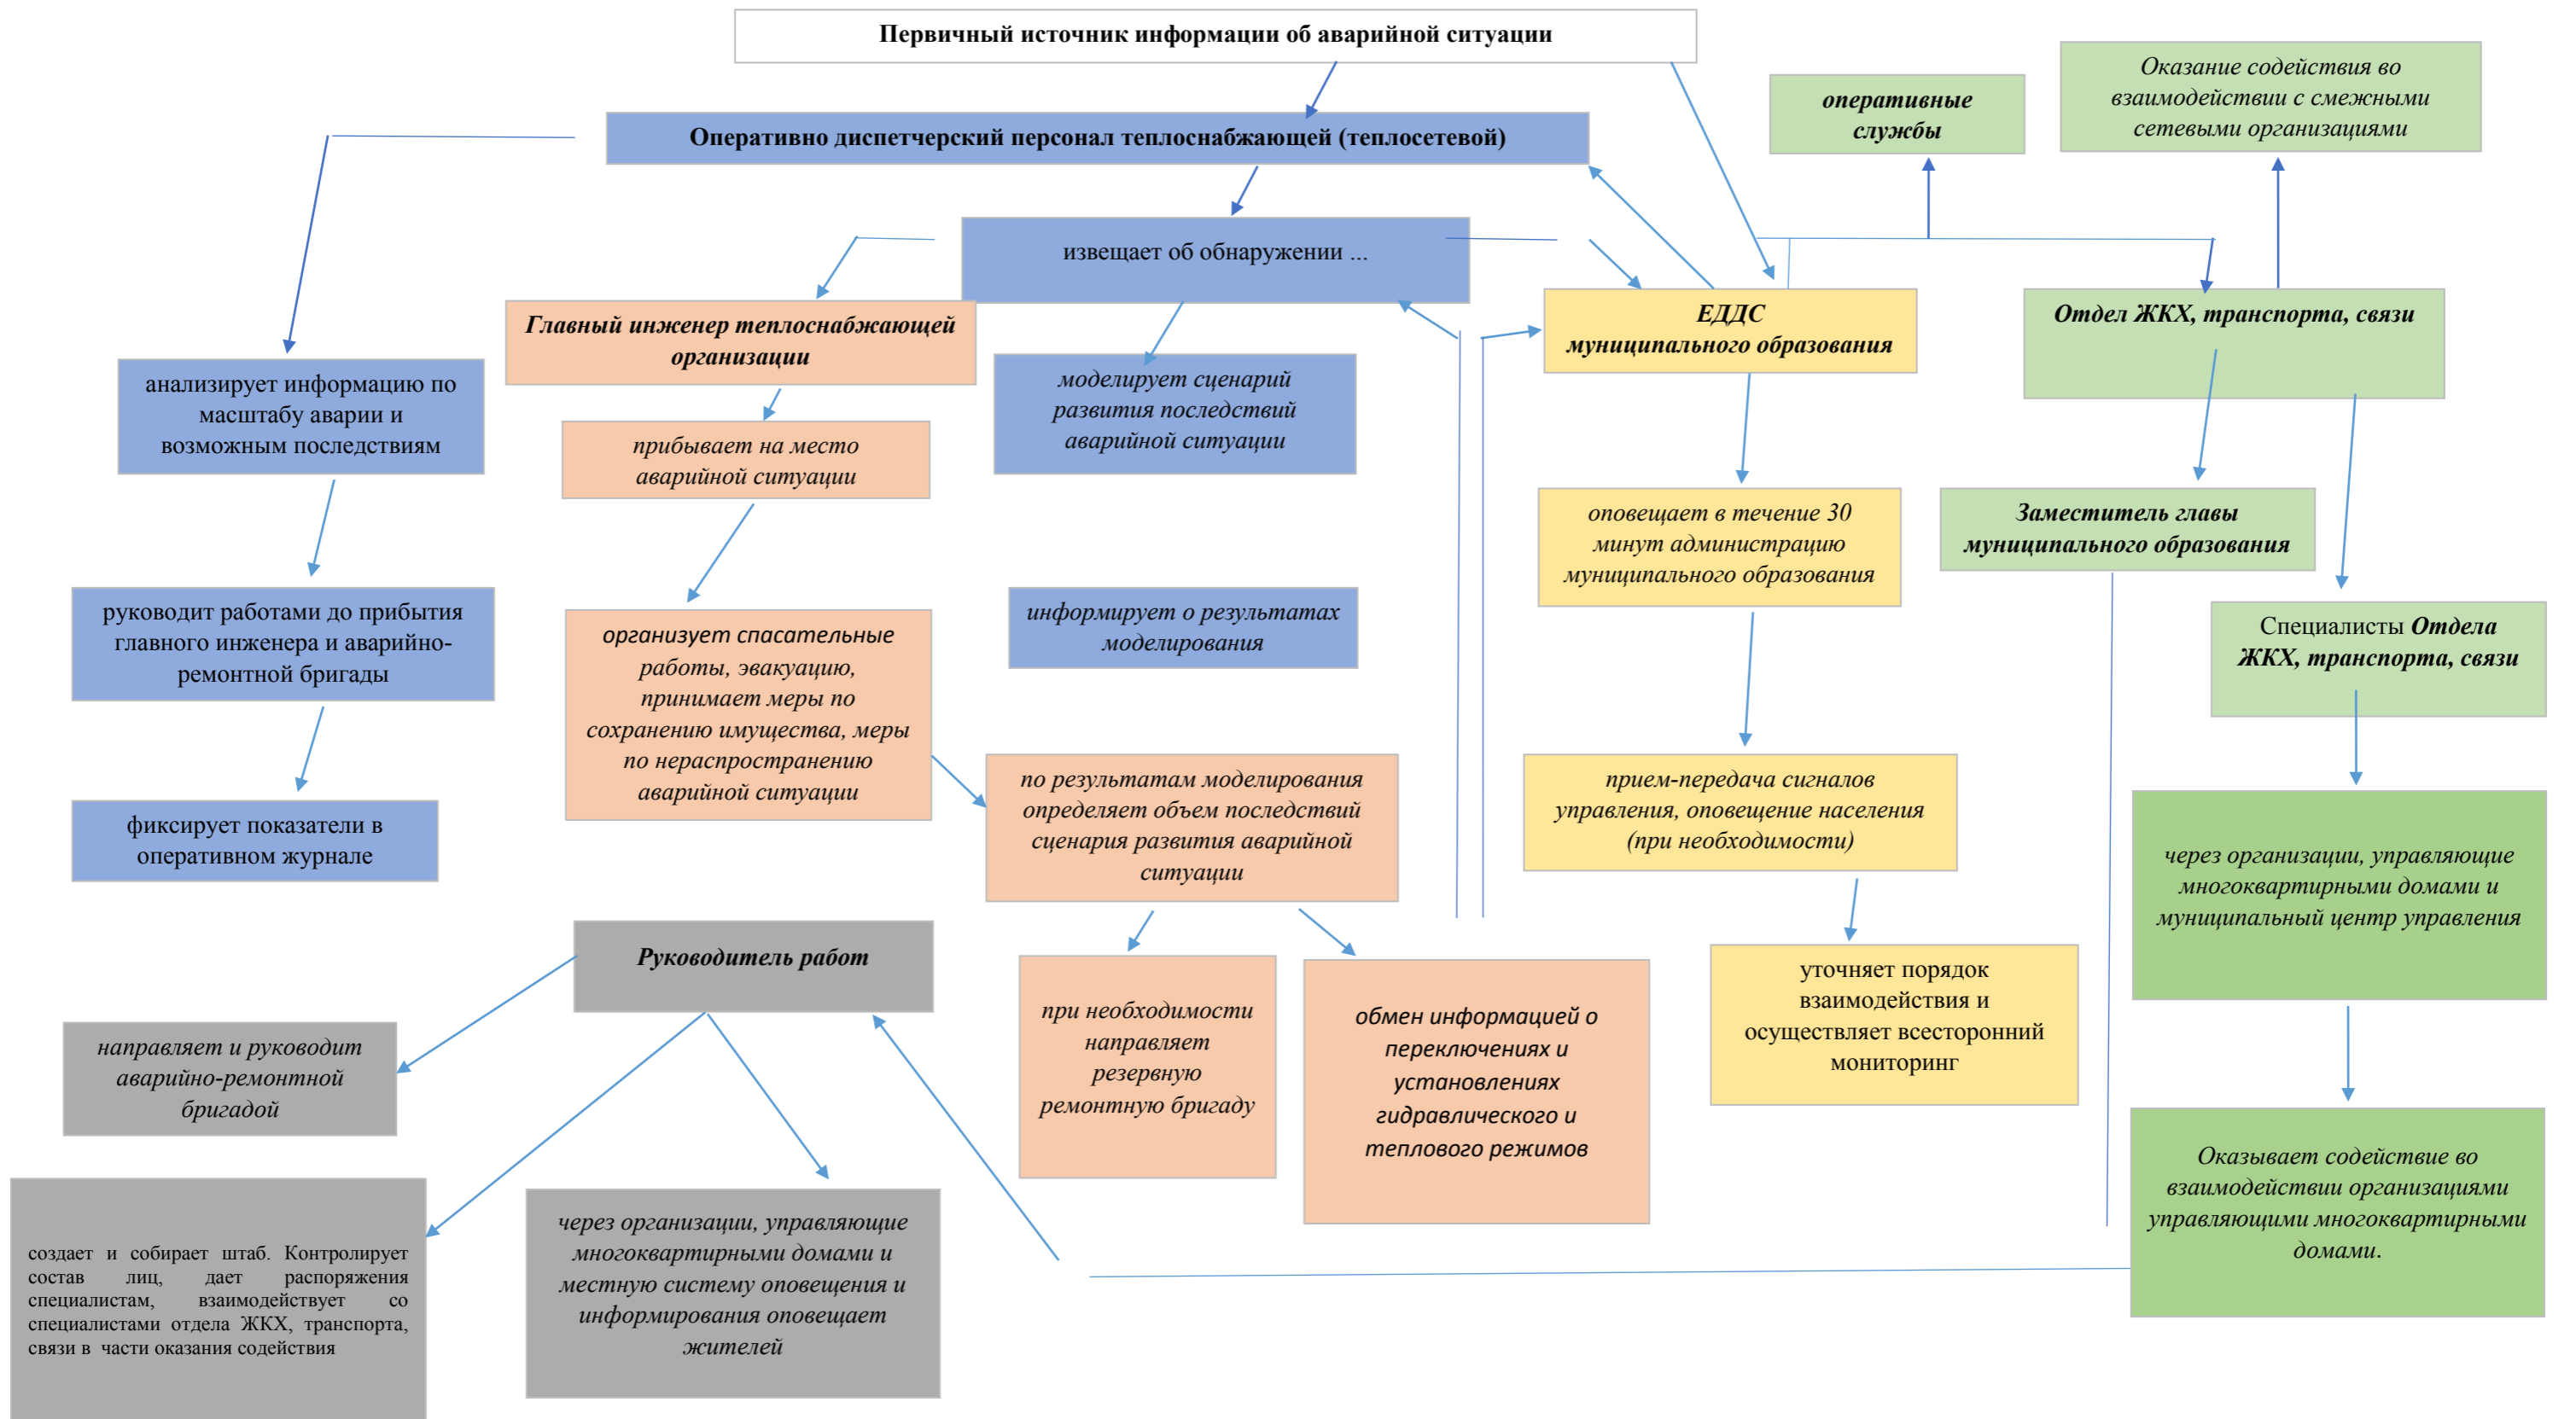 Первичный источник информации об аварийной ситуации
Оказание содействия во
взаимодействии с смежными
сетевыми организациями
оперативные
службы
Оперативно диспетчерский персонал теплоснабжающей (теплосетевой)
извещает об обнаружении ...
Главный инженер теплоснабжающей
организации
ЕДДС
муниципального образования
Отдел ЖКХ, транспорта, связи
анализирует информацию по
масштабу аварии и
возможным последствиям
моделирует сценарий
развития последствий
аварийной ситуации
прибывает на место
аварийной ситуации
оповещает в течение 30
минут администрацию
муниципального образования
Заместитель главы
муниципального образования
руководит работами до прибытия
главного инженера и аварийно-
ремонтной бригады
организует спасательные
работы, эвакуацию,
принимает меры по
сохранению имущества, меры
по нераспространению
аварийной ситуации
информирует о результатах
моделирования
Специалисты Отдела
ЖКХ, транспорта, связи
фиксирует показатели в
оперативном журнале
по результатам моделирования
определяет объем последствий
сценария развития аварийной
ситуации
прием-передача сигналов
управления, оповещение населения
(при необходимости)
через организации, управляющие
многоквартирными домами и
муниципальный центр управления
Руководитель работ
при необходимости
направляет
резервную
ремонтную бригаду
обмен информацией о
переключениях и
установлениях
гидравлического и
теплового режимов
уточняет порядок
взаимодействия и
осуществляет всесторонний
мониторинг
направляет и руководит
аварийно-ремонтной
бригадой
Оказывает содействие во
взаимодействии организациями
управляющими многоквартирными
домами.
создает и собирает штаб. Контролирует
состав лиц, дает распоряжения
специалистам, взаимодействует со
специалистами отдела ЖКХ, транспорта,
связи в части оказания содействия
через организации, управляющие
многоквартирными домами и
местную систему оповещения и
информирования оповещает
жителей